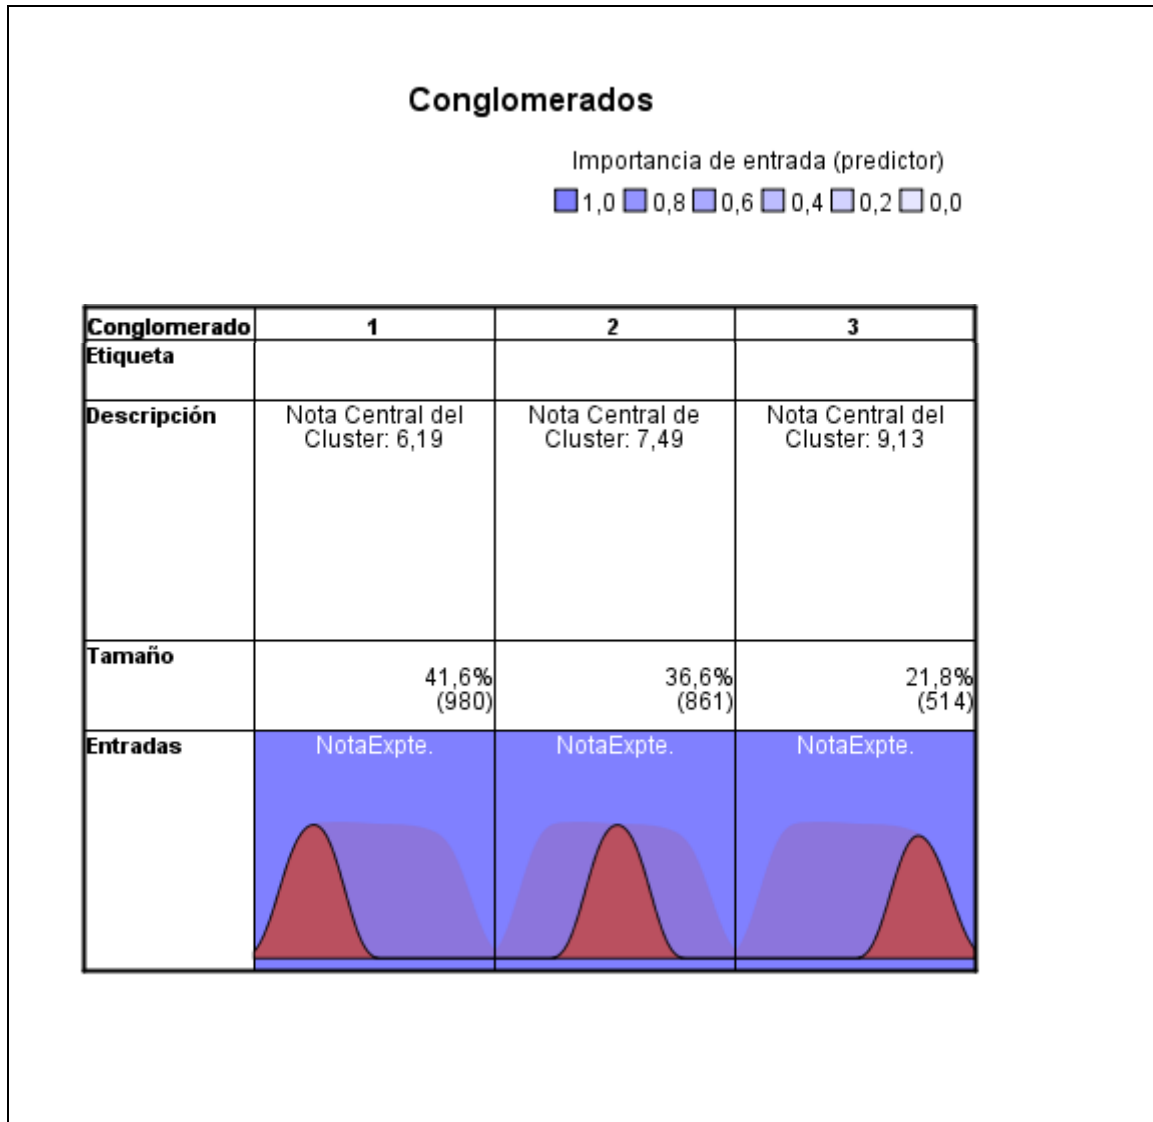 Conglomerados
Importancia de entrada (predictor)
1,0 0,8 0,6 0,4 0,2 0,0
Conglomerado 1 2 3
Etiqueta
Descripción Nota Central del Nota Central de Nota Central del
Cluster: 6,19 Cluster: 7,49 Cluster: 9,13
Tamaño
41,6% 36,6% 21,8%
(980) (861) (514)
Entradas NotaExpte. NotaExpte. NotaExpte.